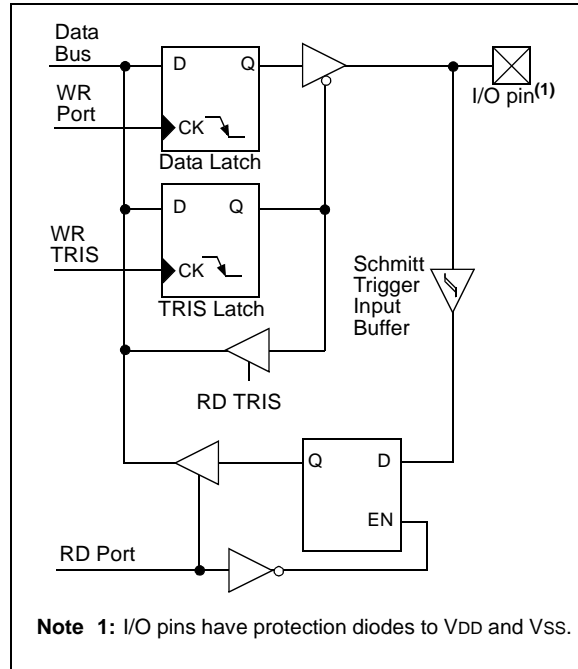 Data
Bus
D
Q
I/O pin(1)
WR
Port
CK
Data Latch
D
Q
WR
TRIS
CK
TRIS Latch
Schmitt
Trigger
Input
Buffer
RD TRIS
Q
D
EN
RD Port
Note 1: I/O pins have protection diodes to VDD and VSS.